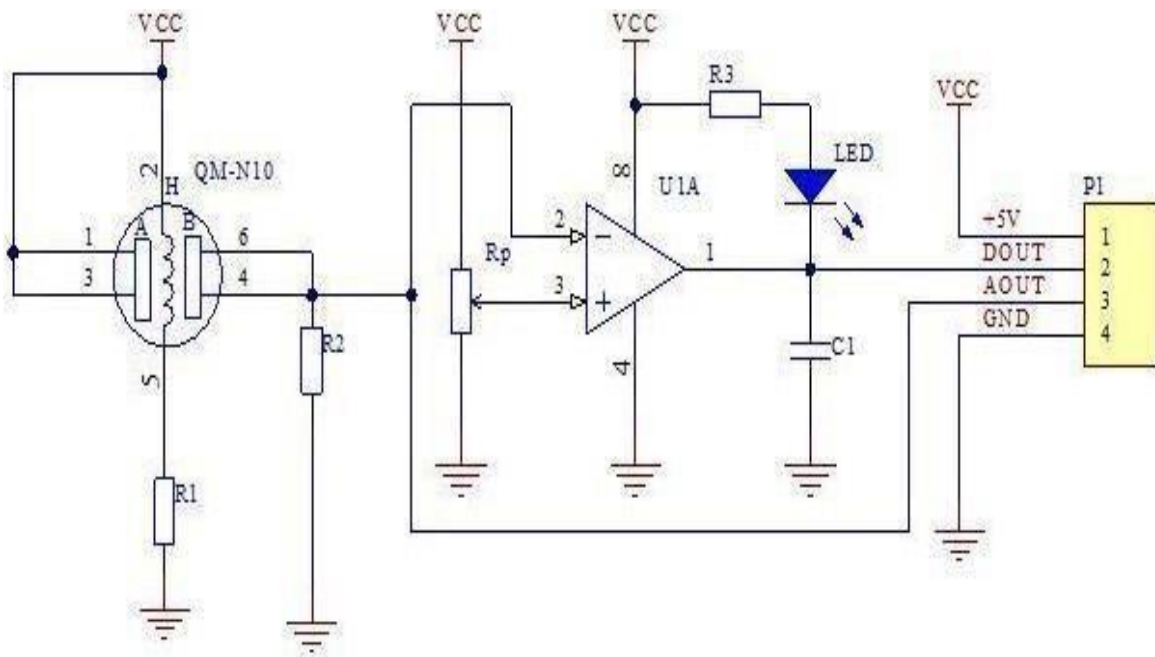 VCC
VCC
VCC
R3
VCC
2
H
QM-N10
8
LED
U1A
P1
A
B
1
6
2
−
+5V
1
Rp
1
DOUT
2
3
4
3
+
AOUT
3
GND
4
R2
C1
5
4
R1